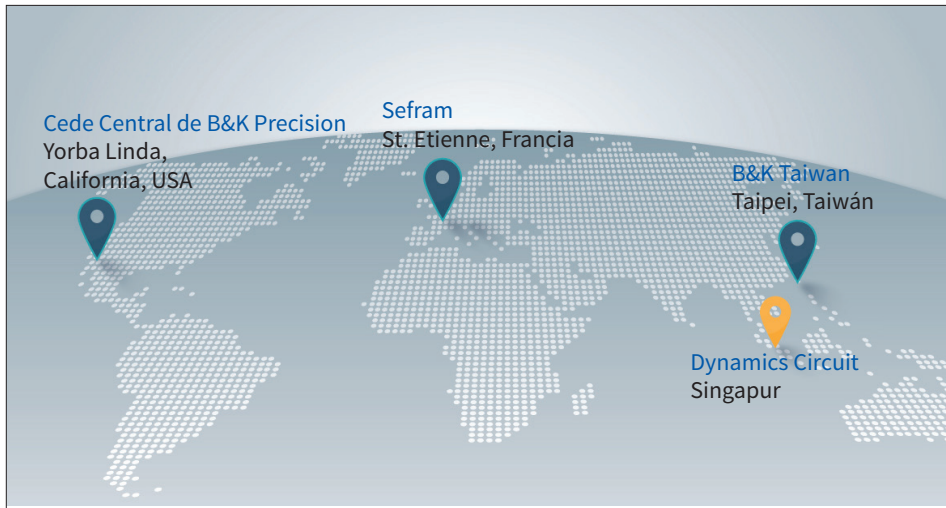 Cede Central de B&K Precision
Yorba Linda,
California, USA
Sefram
St. Etienne, Francia
B&K Taiwan
Taipei, Taiwán
Dynamics Circuit
Singapur